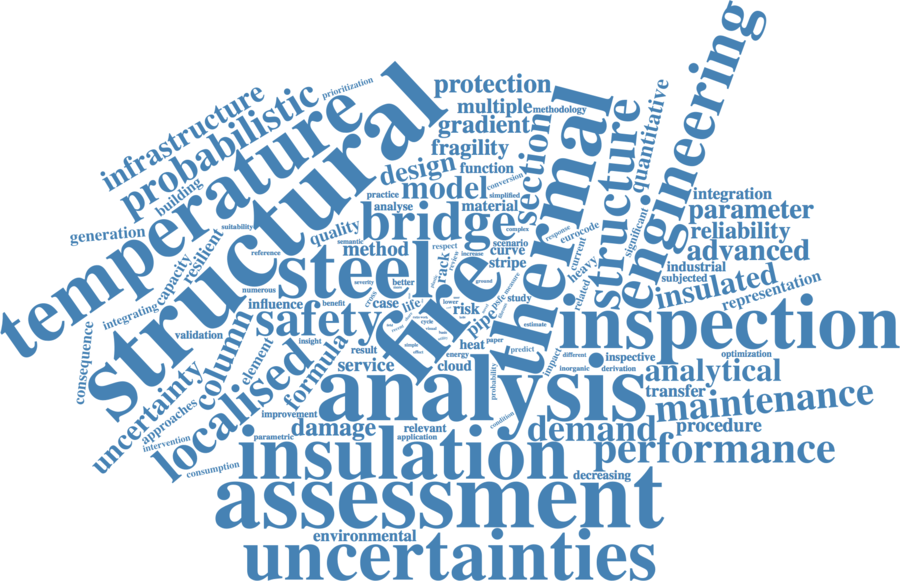 prioritization
infrastructure
probabilistic
building
generation
temperature
structural
protection
multiple
methodology
gradient
fragility
design
function
practice
model
conversion
simplified
analyse
material
section
thermal
structure
quantitative
engineering
suitability
quality
bridge
complex
semantic
method
respect
scenario
curve
response
eurocode
significant
integration
parameter
reliability
advanced
industrial
subjected
insulated
representation
reference
resilient
capacity
integrating
numerous
steel
increase
review
rack
stripe
current
heavy
severity
better
ground
influence
benefit
case
cross
life
lower
risk
measure
study
related
validation
insight
safety
fire
pipe
estimate
inspection
consequence
column
element
formula
result
cycle
simple
effect
heat
paper
predict
energy
service
cloud
impact
different
inspective
optimization
inorganic
derivation
analytical
uncertainty
localised
analysis
probability
transfer
maintenance
approaches
intervention
improvement
damage
relevant
condition
demand
procedure
parametric
application
consumption
insulation
performance
decreasing
assessment
environmental
uncertainties